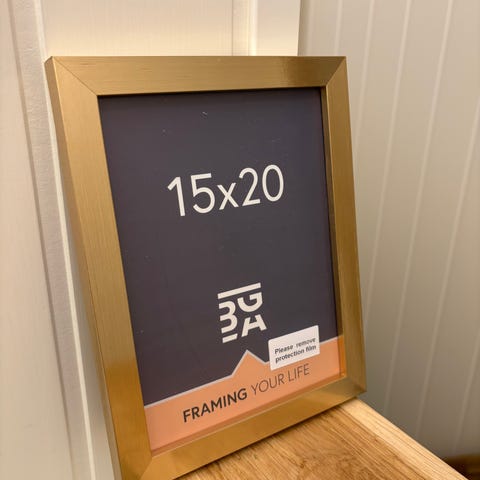 15x20
BGA
Please remove
protection film
FRAMING YOUR LIFE